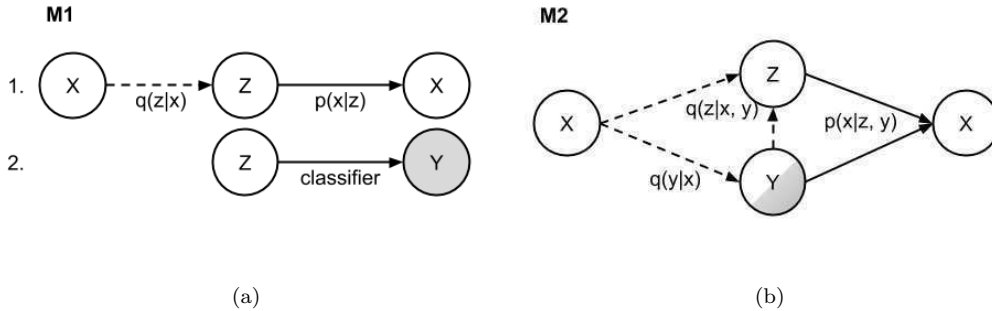 M1
1. X q(z|x) Z p(x|z) X
2. Z classifier Y
(a)
M2
Z
q(z|x, y)
X p(x|z, y) X
q(y|x)
Y
(b)